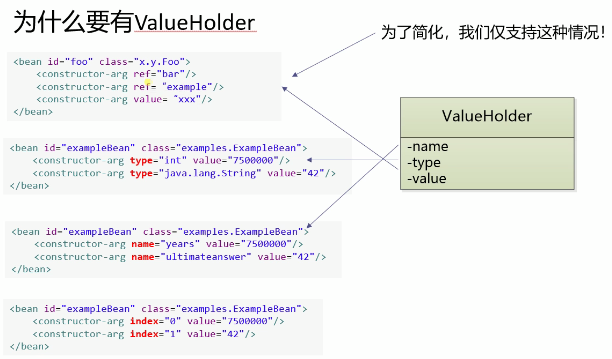 为什么要有ValueHolder
为了简化，我们仅支持这种情况！
<bean id="foo" class="x.y.Foo">
<constructor-arg ref="bar"/>
<constructor-arg ref= “example”/>
<constructor-arg value= “xxx”/>
</bean>
<bean id="exampleBean" class="examples.ExampleBean">
<constructor-arg type="int" value="7500000"/>
<constructor-arg type="java.lang.String" value="42"/>
</bean>
<bean id="exampleBean" class="examples.ExampleBean">
<constructor-arg name="years" value="7500000"/>
<constructor-arg name="ultimateanswer" value="42"/>
</bean>
<bean id="exampleBean" class="examples.ExampleBean">
<constructor-arg index="0" value="7500000"/>
<constructor-arg index="1" value="42"/>
</bean>
ValueHolder
-name
-type
-value